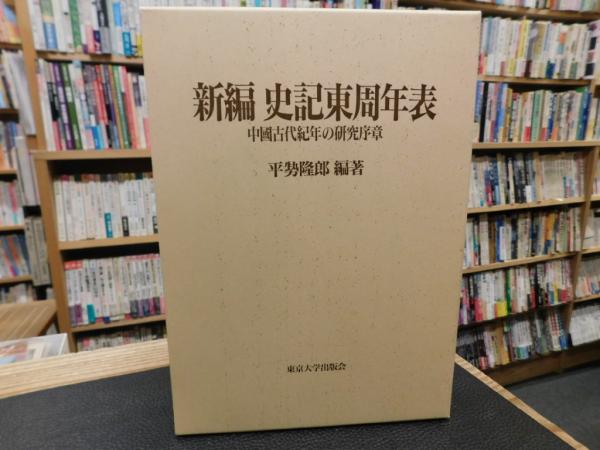 新編 史記東周年表
中國古代紀年の研究序章
平㔟隆郎 編著
東京大学出版会